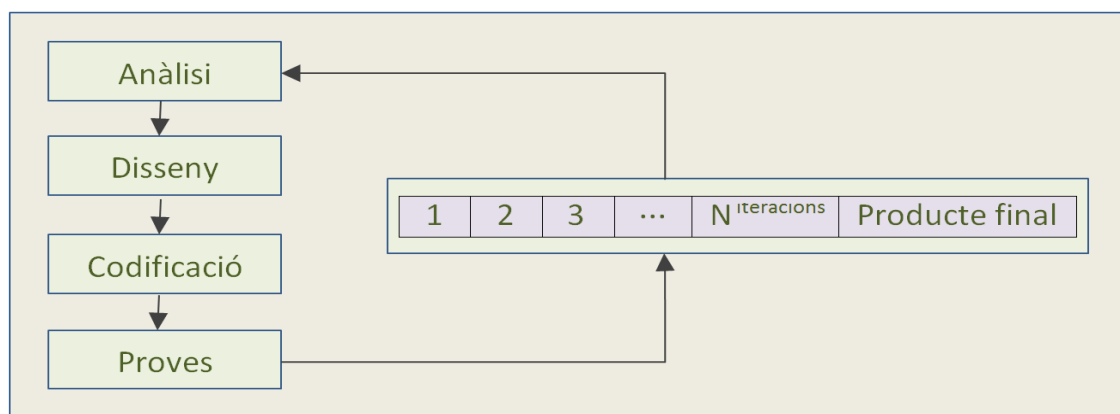 Anàlisi
Disseny
Codificació
Proves
1 2 3 ... N iteracions Producte final